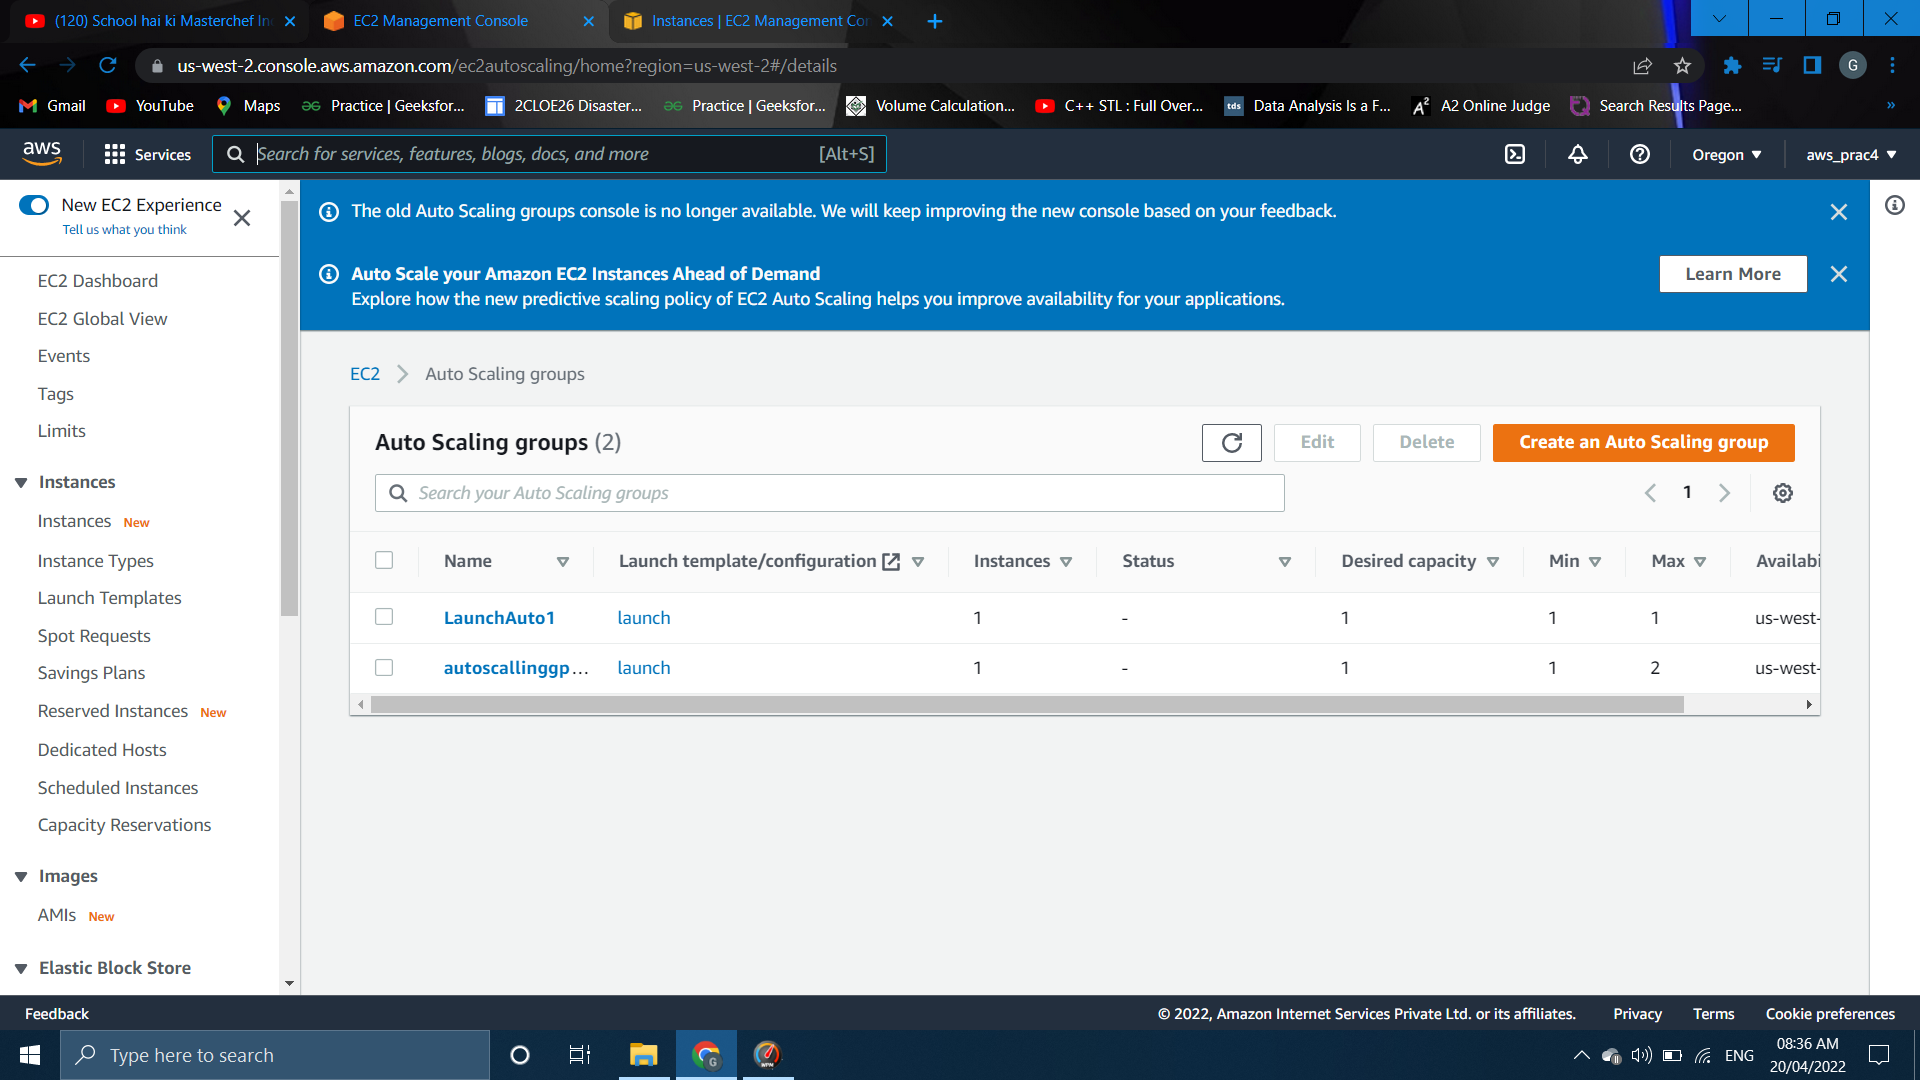 (120) School hai ki Masterchef In
EC2 Management Console
Instances | EC2 Management Con
us-west-2.console.aws.amazon.com/ec2autoscaling/home?region=us-west-2#/details
G
Gmail
YouTube
Maps
Practice | Geeksfor...
2CLOE26 Disaster...
Practice | Geeksfor...
Volume Calculation...
C++ STL : Full Over...
tds
Data Analysis Is a F...
A2 Online Judge
Search Results Page...
»
aws
Services
Search for services, features, blogs, docs, and more
[Alt+S]
Oregon
aws_prac4
New EC2 Experience
Tell us what you think
EC2 Dashboard
EC2 Global View
Events
Tags
Limits
Instances
Instances New
Instance Types
Launch Templates
Spot Requests
Savings Plans
Reserved Instances New
Dedicated Hosts
Scheduled Instances
Capacity Reservations
Images
AMIs New
Elastic Block Store
The old Auto Scaling groups console is no longer available. We will keep improving the new console based on your feedback.
Auto Scale your Amazon EC2 Instances Ahead of Demand
Explore how the new predictive scaling policy of EC2 Auto Scaling helps you improve availability for your applications.
Learn More
EC2 Auto Scaling groups
Auto Scaling groups (2)
Edit
Delete
Create an Auto Scaling group
Search your Auto Scaling groups
1
Name Launch template/configuration Instances Status Desired capacity Min Max Availabi
LaunchAuto1 launch 1 - 1 1 1 us-west-
autoscallinggp... launch 1 - 1 1 2 us-west-
Feedback
© 2022, Amazon Internet Services Private Ltd. or its affiliates.
Privacy
Terms
Cookie preferences
Type here to search
G
ENG
08:36 AM
20/04/2022